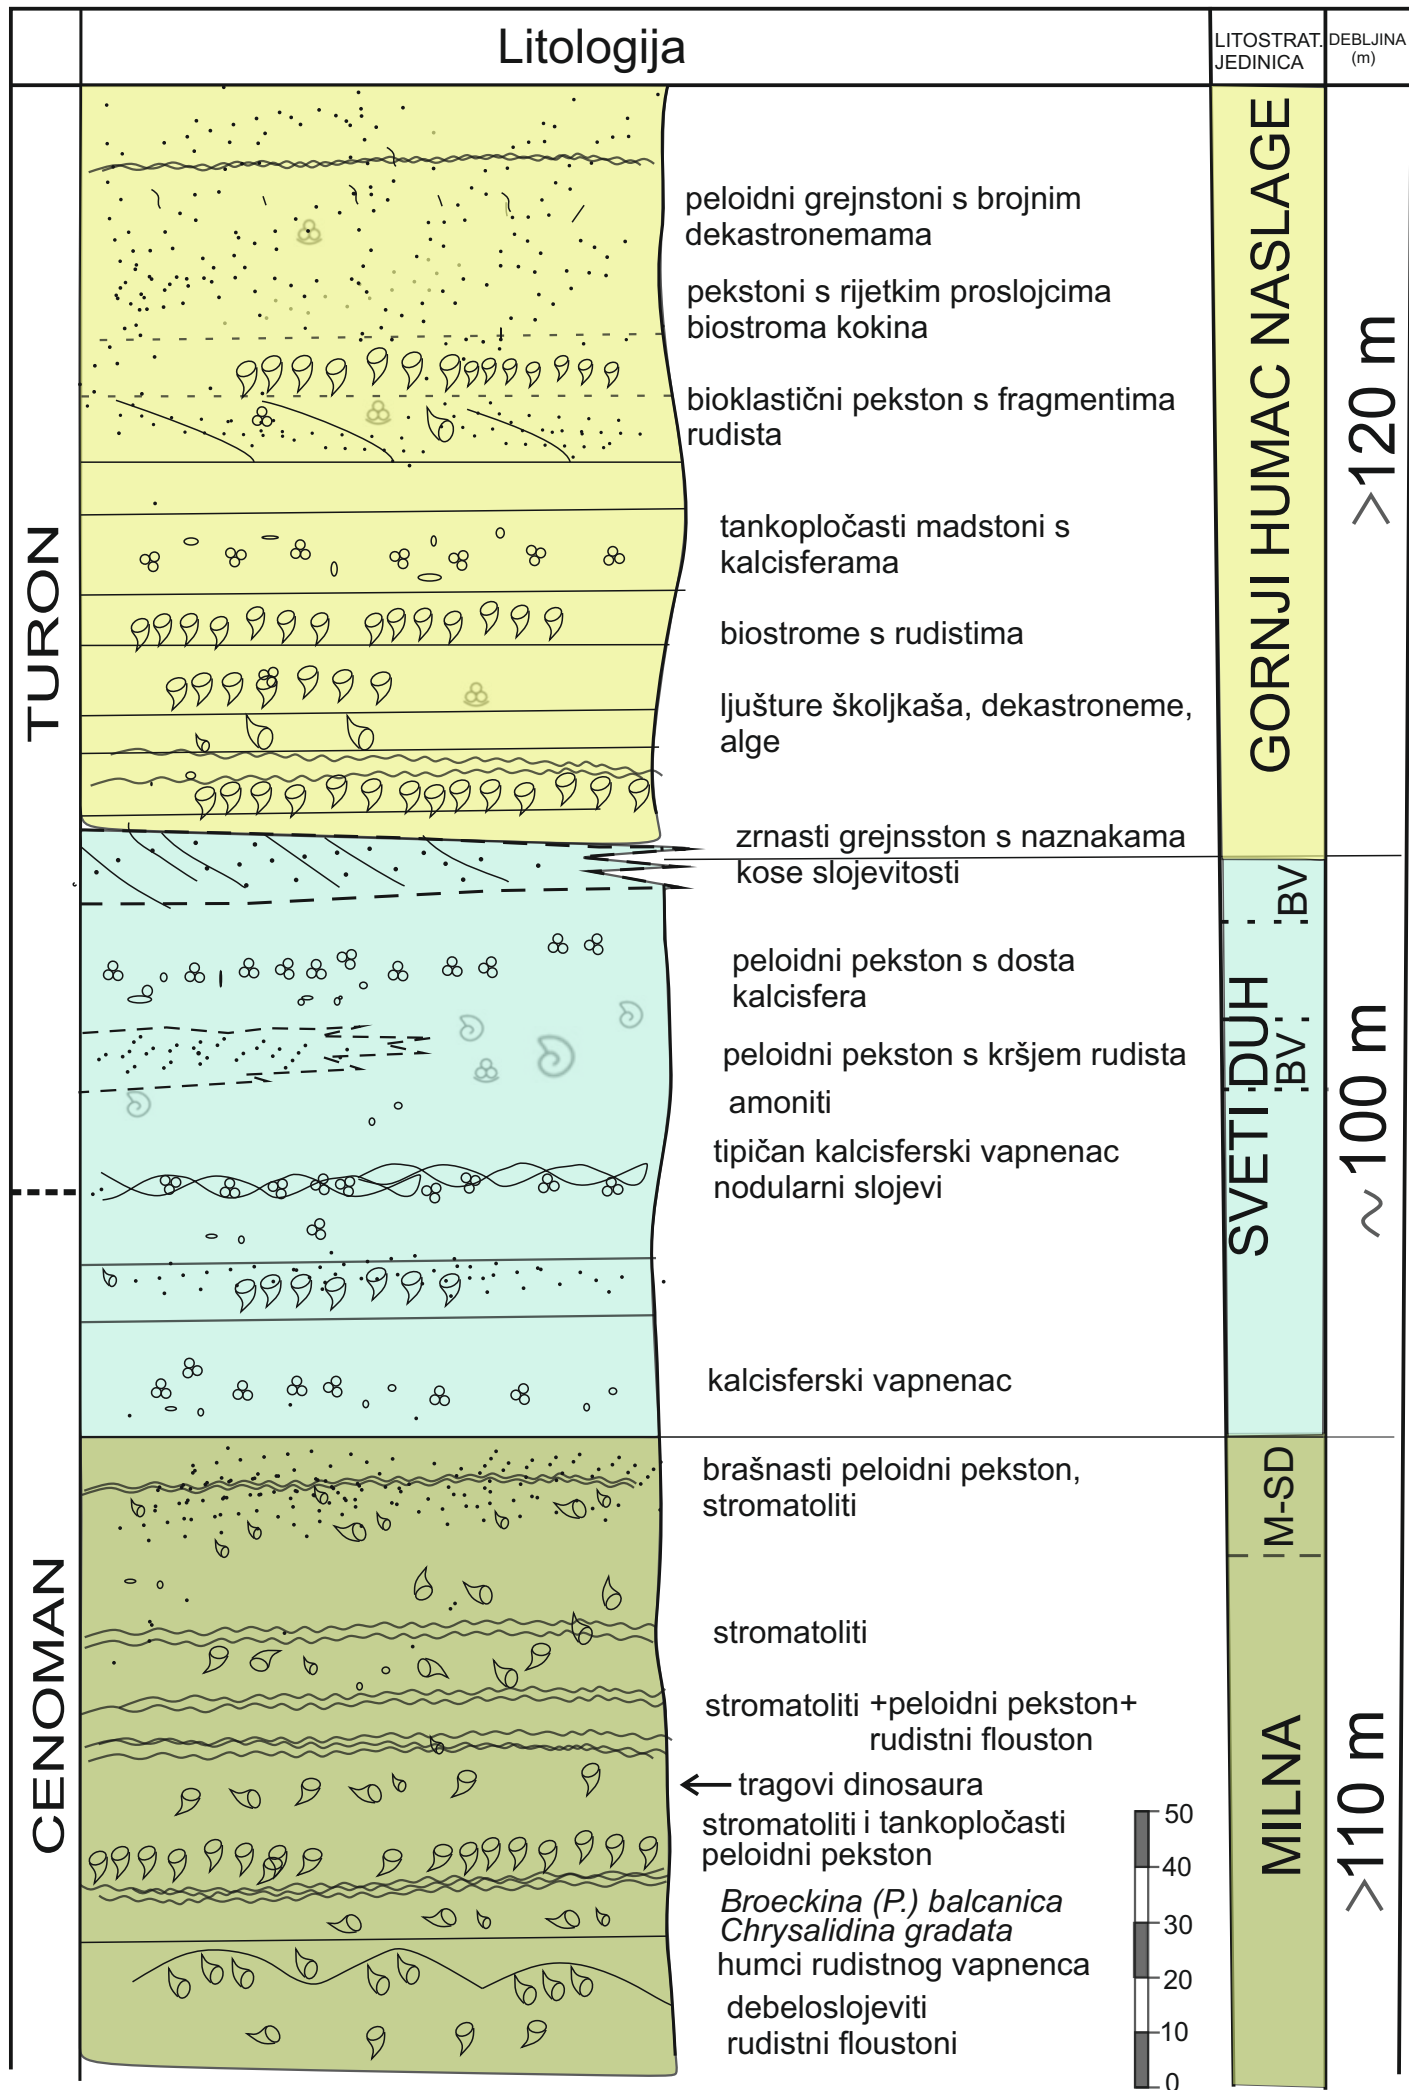 Litologija
LITOSTRAT.
JEDINICA
DEBLJINA
(m)
TURON
CENOMAN
peloidni grejnstoni s brojnim
dekastronemama
pekstoni s rijetkim proslojcima
biostroma kokina
bioklastični pekston s fragmentima
rudista
tankopločasti madstoni s
kalcisferama
biostrome s rudistima
ljušture školjkaša, dekastroneme,
alge
zrnasti grejnsston s naznakama
kose slojevitosti
peloidni pekston s dosta
kalcisfera
peloidni pekston s kršjem rudista
amoniti
tipičan kalcisferski vapnenac
nodularni slojevi
kalcisferski vapnenac
brašnasti peloidni pekston,
stromatoliti
stromatoliti
stromatoliti +peloidni pekston+
rudistni flouston
tragovi dinosaura
stromatoliti i tankopločasti
peloidni pekston
Broeckina (P.) balcanica
Chrysalidina gradata
humci rudistnog vapnenca
debeloslojeviti
rudistni floustoni
50
40
30
20
10
0
GORNJI HUMAC NASLAGE
BV
SVETI DUH
BV
M-SD
MILNA
>120 m
~ 100 m
>110 m